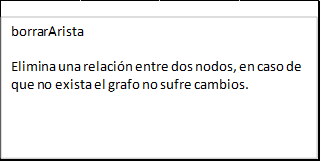 borrarArista
Elimina una relación entre dos nodos, en caso de
que no exista el grafo no sufre cambios.